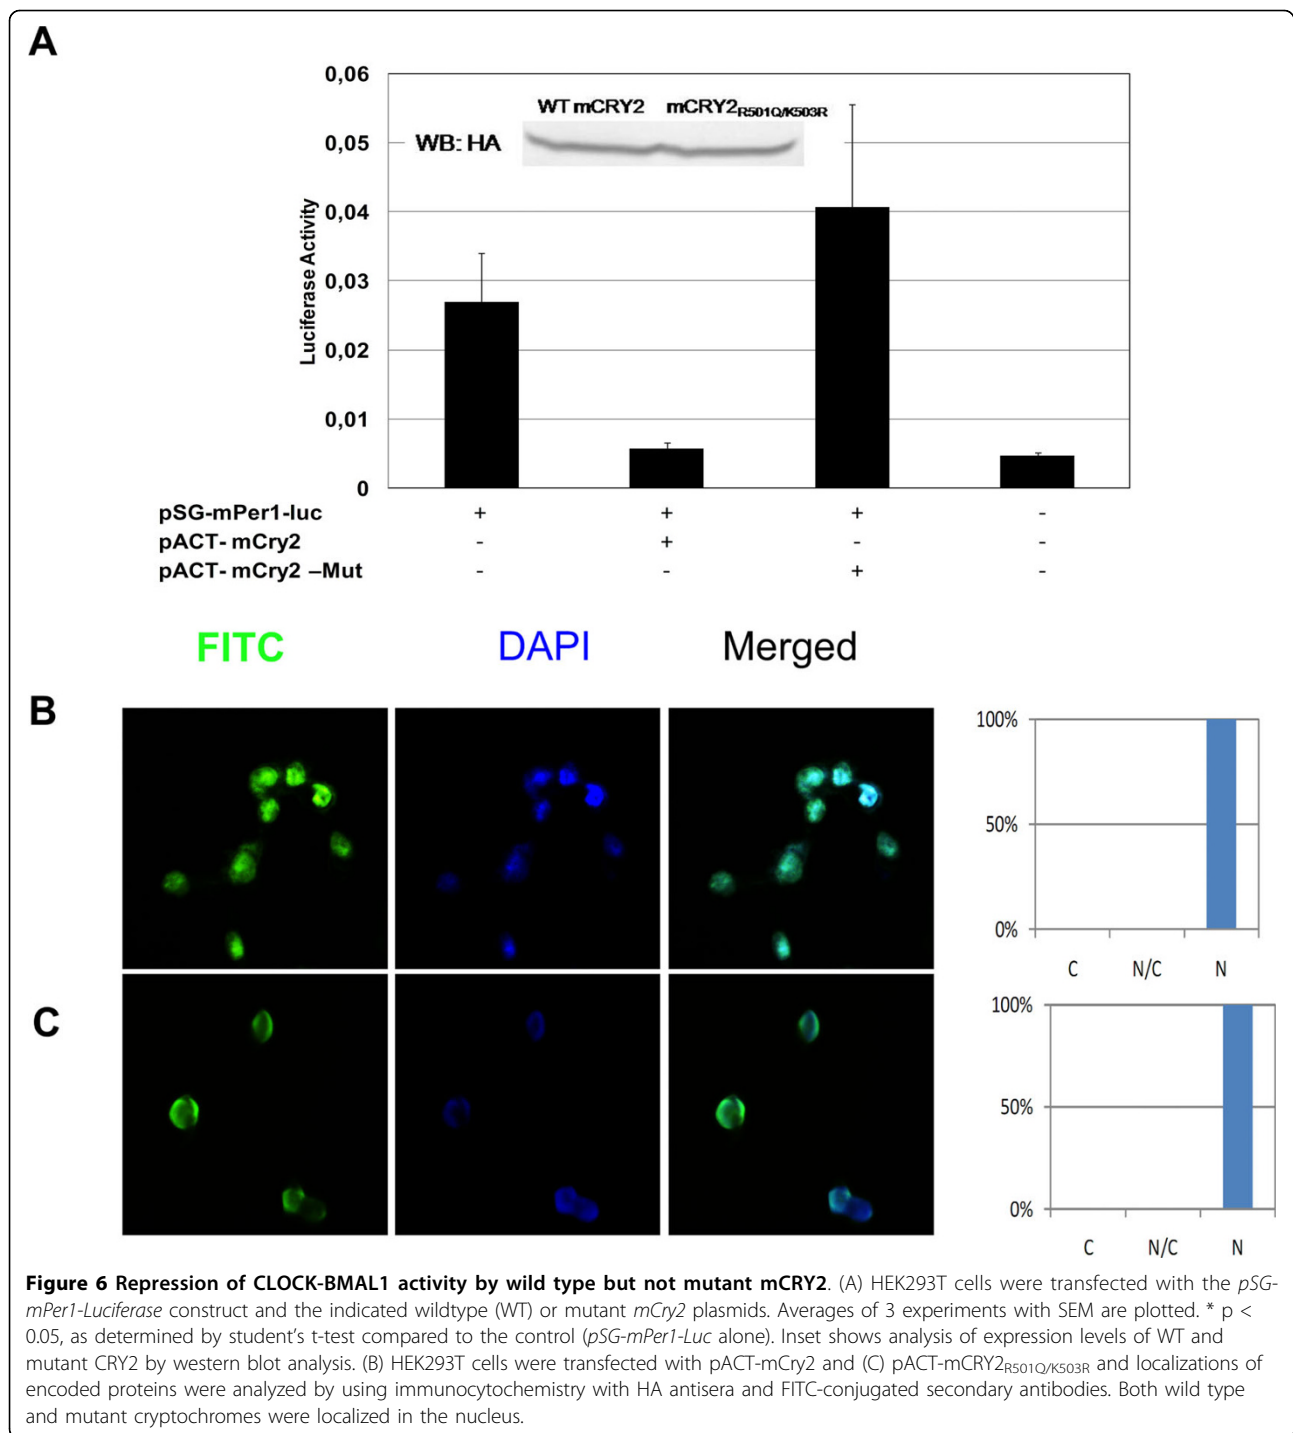 A
0,06
0,05
0,04
0,03
0,02
0,01
0
Luciferase Activity
WT mCRY2 mCRY2R501Q/K503R
WB: HA
pSG-mPer1-luc + + + -
pACT- mCry2 - + - -
pACT- mCry2 –Mut - - + -
FITC DAPI Merged
B
100%
50%
0%
C N/C N
C
100%
50%
0%
C N/C N
Figure 6 Repression of CLOCK-BMAL1 activity by wild type but not mutant mCRY2. (A) HEK293T cells were transfected with the pSG-
mPer1-Luciferase construct and the indicated wildtype (WT) or mutant mCry2 plasmids. Averages of 3 experiments with SEM are plotted. * p <
0.05, as determined by student's t-test compared to the control (pSG-mPer1-Luc alone). Inset shows analysis of expression levels of WT and
mutant CRY2 by western blot analysis. (B) HEK293T cells were transfected with pACT-mCry2 and (C) pACT-mCRY2R501Q/K503R and localizations of
encoded proteins were analyzed by using immunocytochemistry with HA antisera and FITC-conjugated secondary antibodies. Both wild type
and mutant cryptochromes were localized in the nucleus.